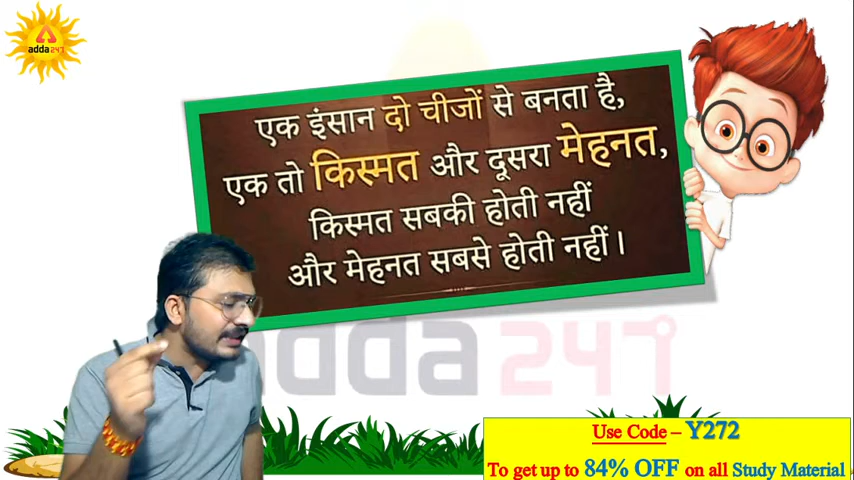 adda247
एक इंसान दो चीजों से बनता है,
एक तो किस्मत और दूसरा मेहनत,
किस्मत सबकी होती नहीं
और मेहनत सबसे होती नहीं।
adda247
Use Code – Y272
To get up to 84% OFF on all Study Material